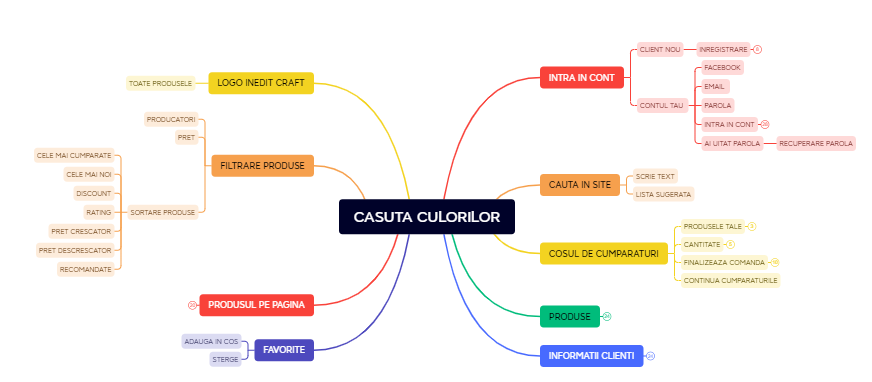 CASUTA CULORILOR
LOGO INEDIT CRAFT
TOATE PRODUSELE
FILTRARE PRODUSE
PRODUCATORI
PRET
SORTARE PRODUSE
CELE MAI CUMPARATE
CELE MAI NOI
DISCOUNT
RATING
PRET CRESCATOR
PRET DESCRESCATOR
RECOMANDATE
PRODUSUL PE PAGINA
FAVORITE
ADAUGA IN COS
STERGE
INTRA IN CONT
CLIENT NOU
INREGISTRARE
CONTUL TAU
FACEBOOK
EMAIL
PAROLA
INTRA IN CONT
AI UITAT PAROLA
RECUPERARE PAROLA
CAUTA IN SITE
SCRIE TEXT
LISTA SUGERATA
COSUL DE CUMPARATURI
PRODUSELE TALE
CANTITATE
FINALIZEAZA COMANDA
CONTINUA CUMPARATURILE
PRODUSE
INFORMATII CLIENTI